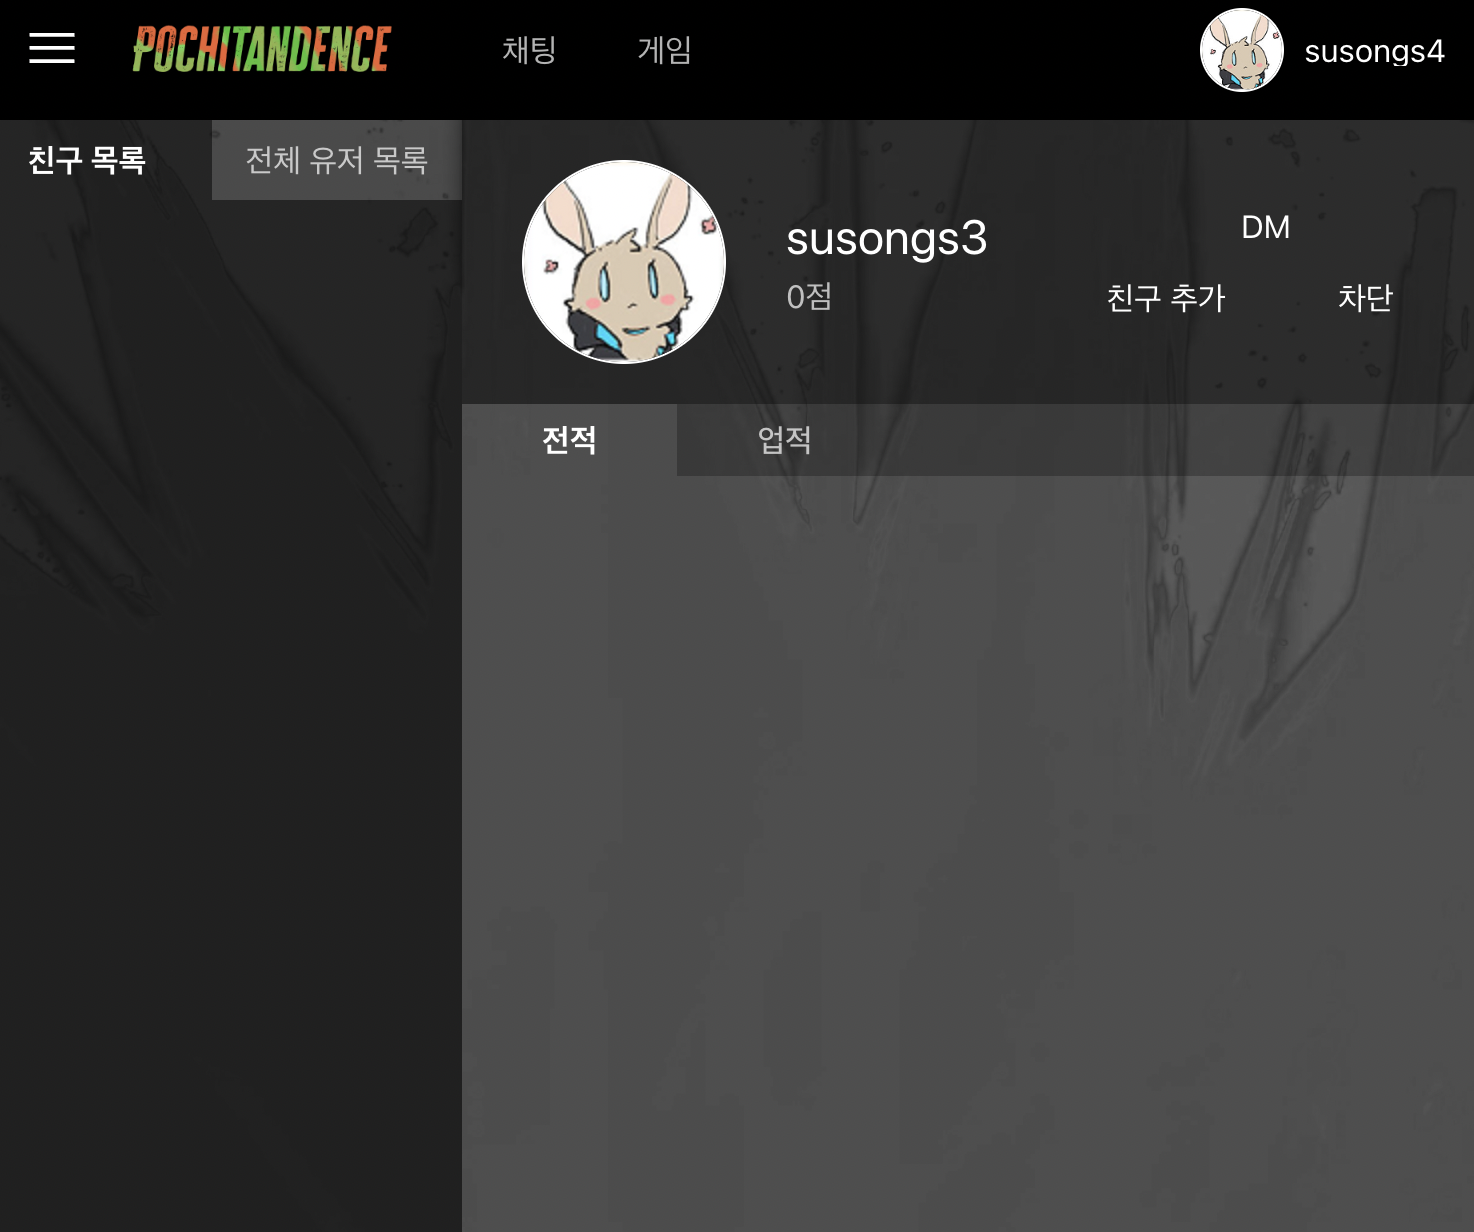 POCHITANDENCE
채팅
게임
susongs4
친구 목록
전체 유저 목록
susongs3
0점
DM
친구 추가
차단
전적
업적